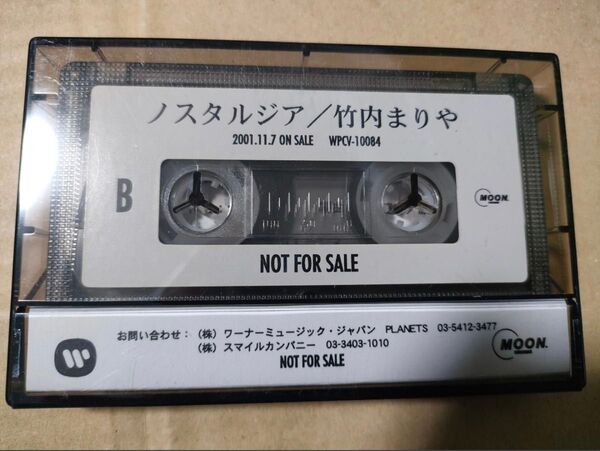 ノスタルジア/竹内まりや
2001.11.7 ON SALE WPCV-10084
B
MOON
NOT FOR SALE
お問い合わせ：（株）ワーナーミュージック・ジャパン PLANETS 03-5412-3477
（株）スマイルカンパニー 03-3403-1010
NOT FOR SALE
MOON